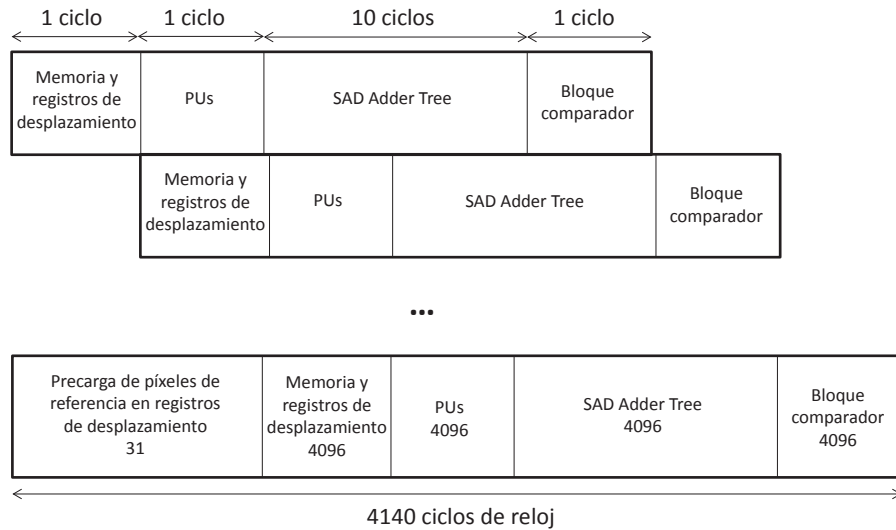 1 ciclo 1 ciclo 10 ciclos 1 ciclo
Memoria y
registros de
desplazamiento
PUs
SAD Adder Tree
Bloque
comparador
Memoria y
registros de
desplazamiento
PUs
SAD Adder Tree
Bloque
comparador
...
Precarga de píxeles de
referencia en registros
de desplazamiento
31
Memoria y
registros de
desplazamiento
4096
PUs
4096
SAD Adder Tree
4096
Bloque
comparador
4096
4140 ciclos de reloj